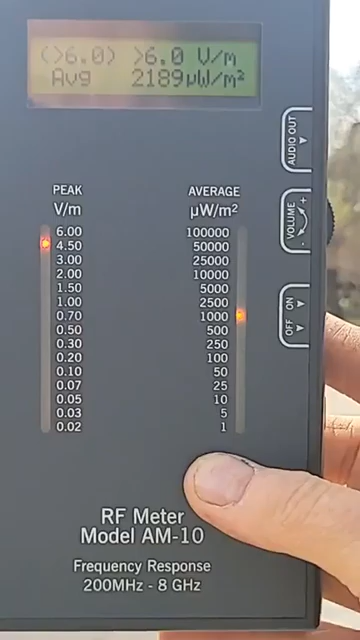 (>6.0) >6.0 V/m
Avg 2189µW/m²
AUDIO OUT
VOLUME + -
OFF ON
PEAK
V/m
6.00
4.50
3.00
2.00
1.50
1.00
0.70
0.50
0.30
0.20
0.10
0.07
0.05
0.03
0.02
AVERAGE
µW/m²
100000
50000
25000
10000
5000
2500
1000
500
250
100
50
25
10
5
1
RF Meter
Model AM-10
Frequency Response
200MHz - 8 GHz